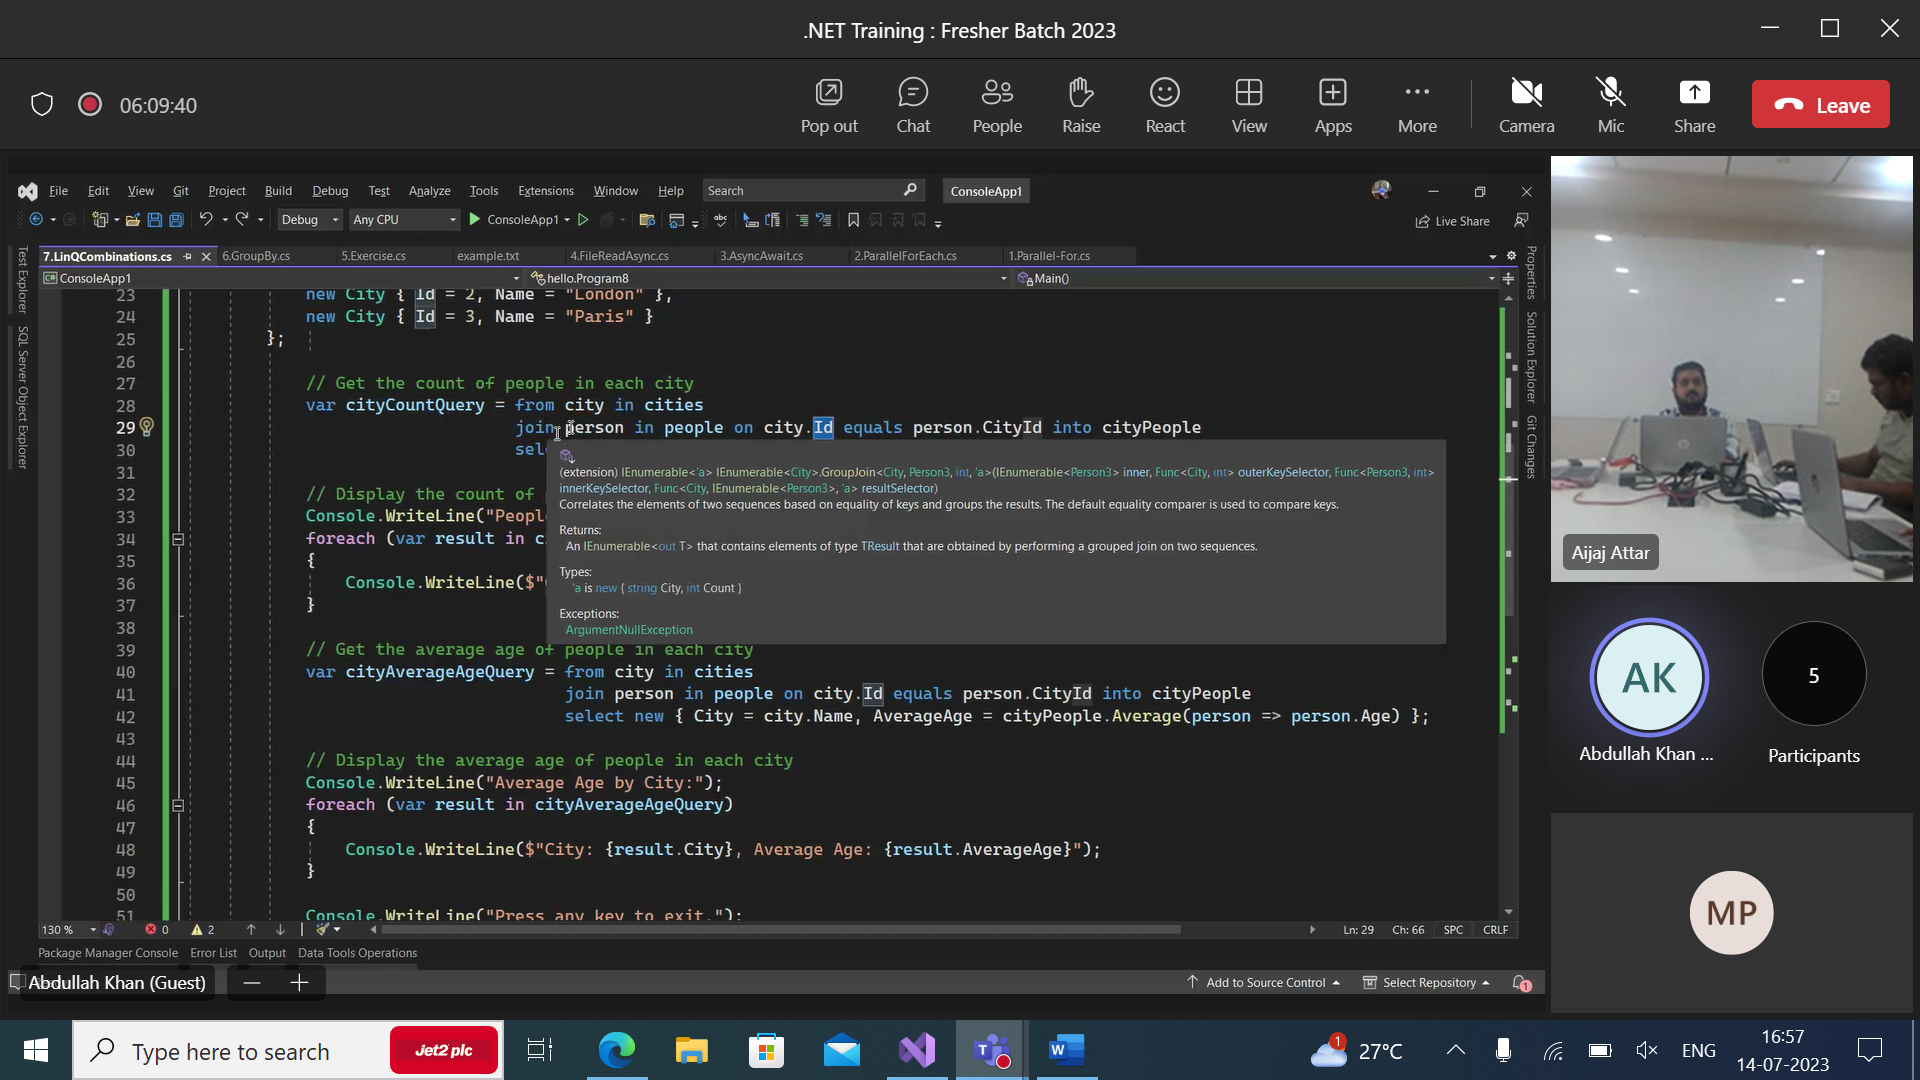 .NET Training : Fresher Batch 2023
06:09:40
Pop out
Chat
People
Raise
React
View
Apps
More
Camera
Mic
Share
Leave
File Edit View Git Project Build Debug Test Analyze Tools Extensions Window Help Search ConsoleApp1
Debug Any CPU ConsoleApp1 Live Share
Test Explorer
SQL Server Object Explorer
7.LinQCombinations.cs 6.GroupBy.cs 5.Exercise.cs example.txt 4.FileReadAsync.cs 3.AsyncAwait.cs 2.ParallelForEach.cs 1.Parallel-For.cs
ConsoleApp1 hello.Program8 Main()
23 new City { Id = 2, Name = "London" },
24 new City { Id = 3, Name = "Paris" }
25 };
26
27 // Get the count of people in each city
28 var cityCountQuery = from city in cities
29 join person in people on city.Id equals person.CityId into cityPeople
30 sel
31
32 // Display the count of
33 Console.WriteLine("Peopl
34 foreach (var result in c
35 {
36 Console.WriteLine($"
37 }
38
39 // Get the average age of people in each city
40 var cityAverageAgeQuery = from city in cities
41 join person in people on city.Id equals person.CityId into cityPeople
42 select new { City = city.Name, AverageAge = cityPeople.Average(person => person.Age) };
43
44 // Display the average age of people in each city
45 Console.WriteLine("Average Age by City:");
46 foreach (var result in cityAverageAgeQuery)
47 {
48 Console.WriteLine($"City: {result.City}, Average Age: {result.AverageAge}");
49 }
50
51 Console.WriteLine("Press any key to exit.");
(extension) IEnumerable<'a> IEnumerable<City>.GroupJoin<City, Person3, int, 'a>(IEnumerable<Person3> inner, Func<City, int> outerKeySelector, Func<Person3, int>
innerKeySelector, Func<City, IEnumerable<Person3>, 'a> resultSelector)
Correlates the elements of two sequences based on equality of keys and groups the results. The default equality comparer is used to compare keys.
Returns:
An IEnumerable<out T> that contains elements of type TResult that are obtained by performing a grouped join on two sequences.
Types:
'a is new { string City, int Count }
Exceptions:
ArgumentNullException
Properties
Solution Explorer
Git Changes
130 % 0 2 Ln: 29 Ch: 66 SPC CRLF
Package Manager Console Error List Output Data Tools Operations
Abdullah Khan (Guest)
Add to Source Control Select Repository 1
Aijaj Attar
AK
Abdullah Khan ...
5
Participants
MP
Type here to search
Jet2 plc
1
27°C
ENG
16:57
14-07-2023